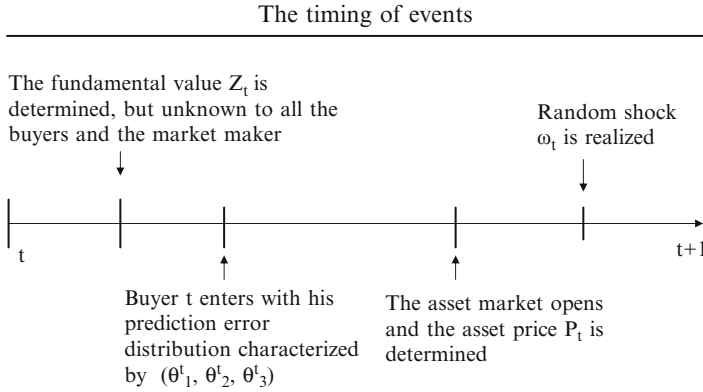 The timing of events
The fundamental value Z_t is
determined, but unknown to all the
buyers and the market maker
Random shock
ω_t is realized
t
t+1
Buyer t enters with his
prediction error
distribution characterized
by (θ^t_1, θ^t_2, θ^t_3)
The asset market opens
and the asset price P_t is
determined